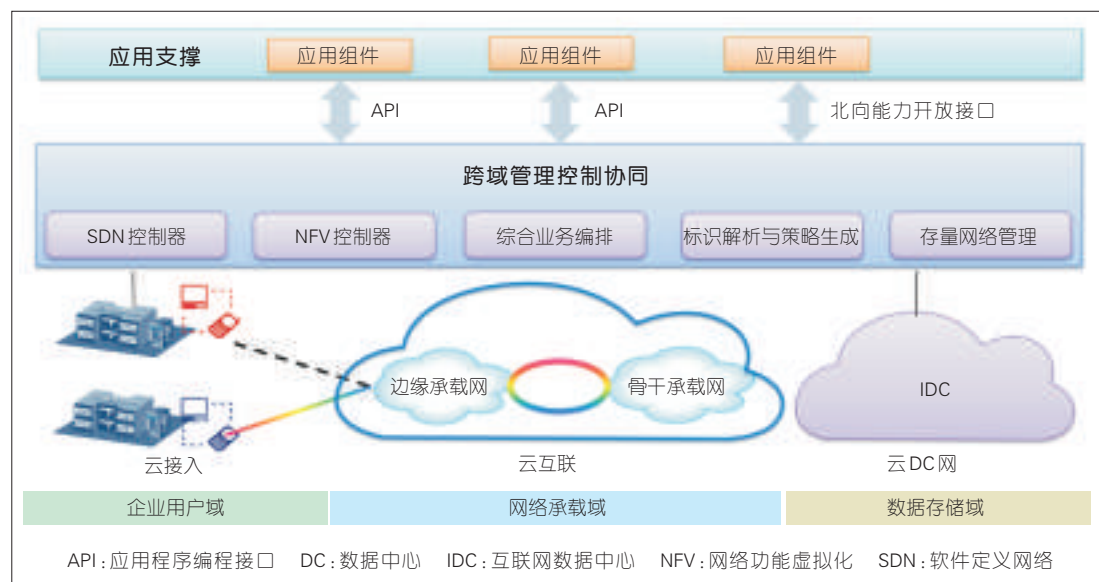 应用支撑 应用组件 应用组件 应用组件
API API 北向能力开放接口
跨域管理控制协同
SDN控制器 NFV控制器 综合业务编排 标识解析与策略生成 存量网络管理
边缘承载网 骨干承载网 IDC
云接入 云互联 云DC网
企业用户域 网络承载域 数据存储域
API:应用程序编程接口 DC:数据中心 IDC:互联网数据中心 NFV:网络功能虚拟化 SDN:软件定义网络